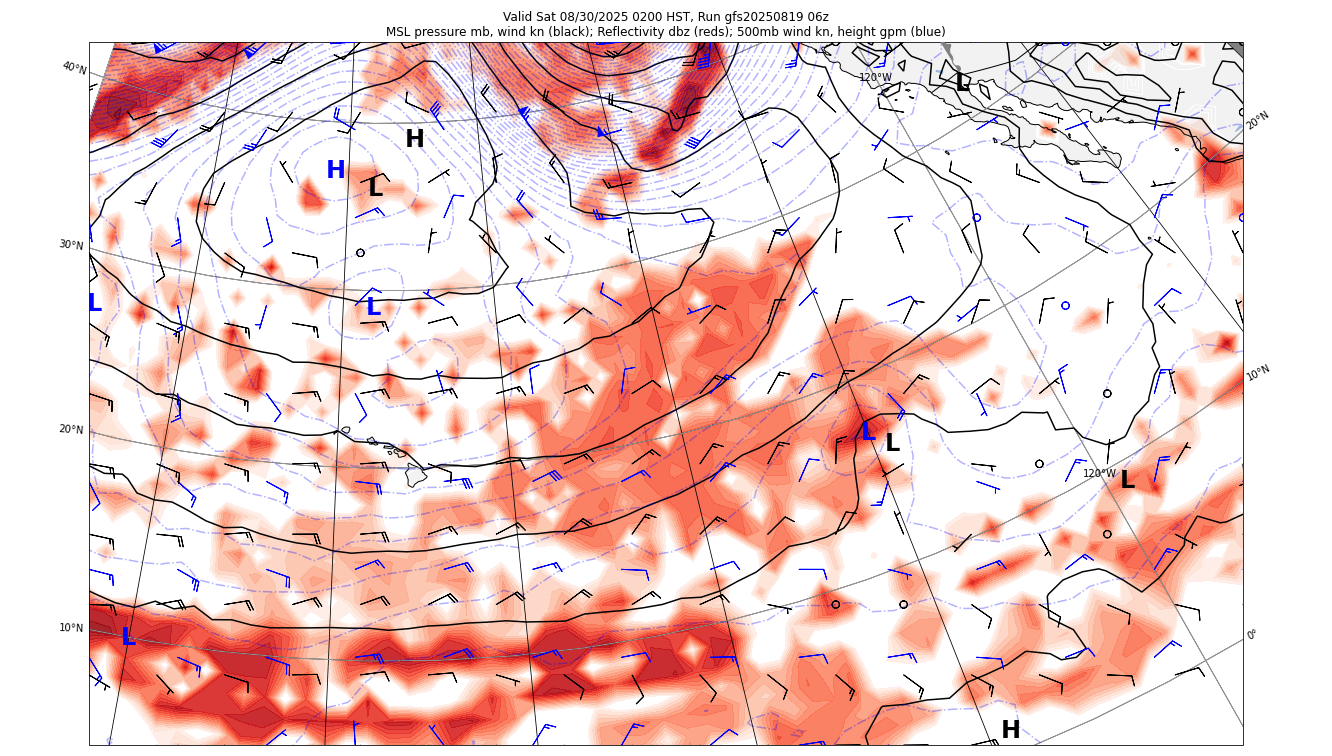 Valid Sat 08/30/2025 0200 HST, Run gfs20250819 06z
MSL pressure mb, wind kn (black); Reflectivity dbz (reds); 500mb wind kn, height gpm (blue)
40°N
120°W
L
20°N
H
H
L
30°N
L
L
10°N
20°N
L
L
120°W
L
10°N
L
0°
H